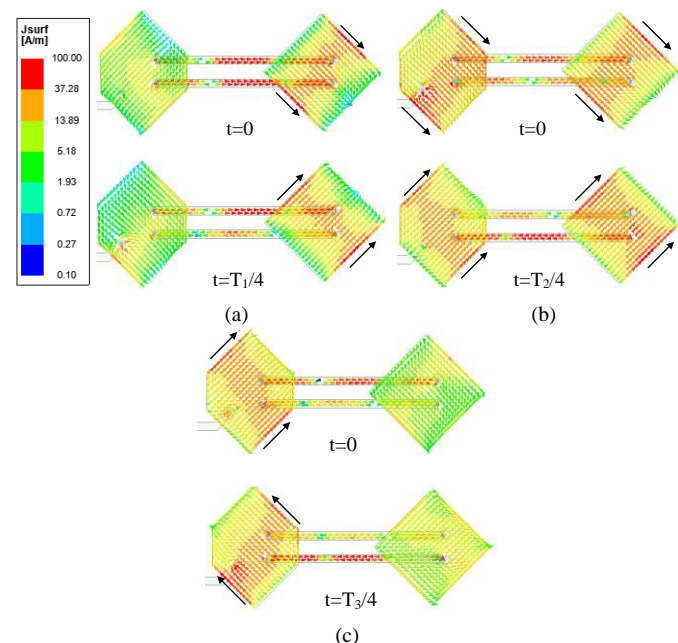 Jsurf
[A/m]
100.00
37.28
13.89
5.18
1.93
0.72
0.27
0.10
(a)
t=0
t=T₁/4
(a)
(b)
t=0
t=T₂/4
(b)
t=0
t=T₃/4
(c)